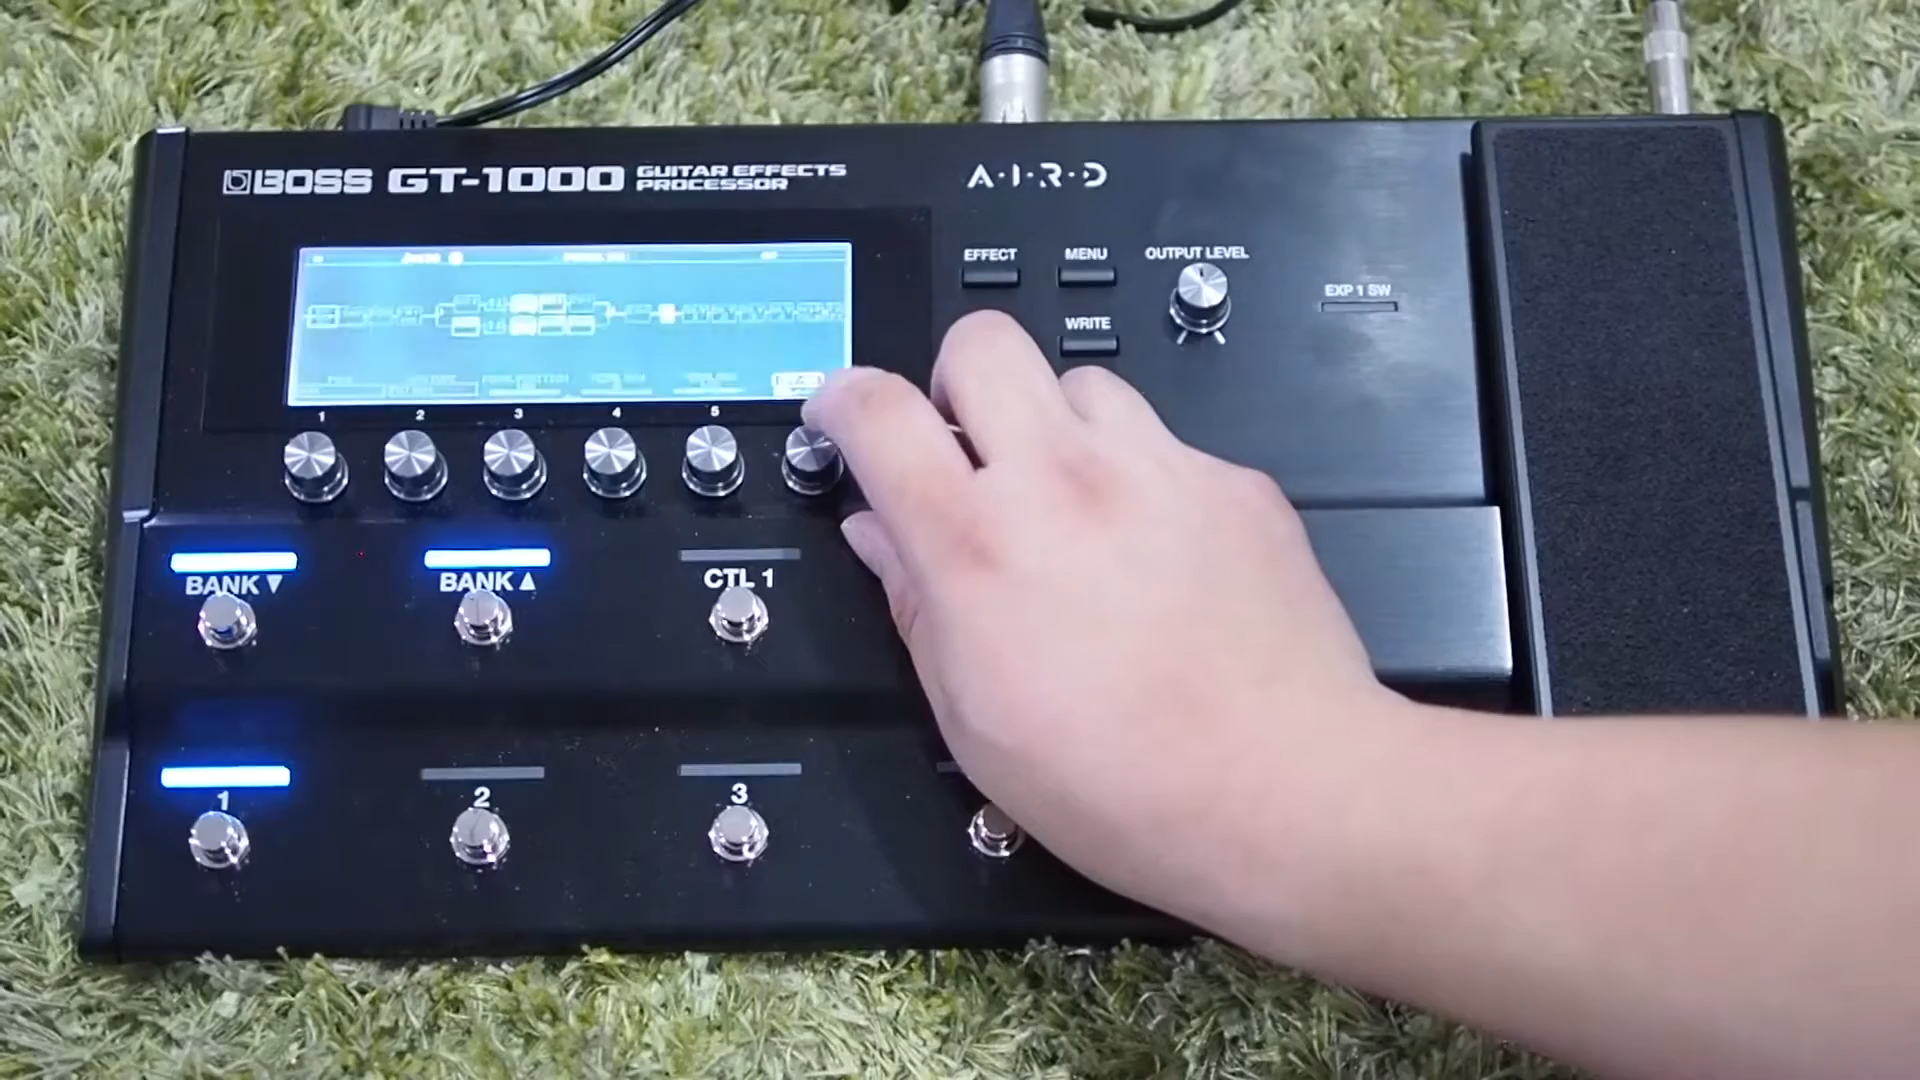 BOSS GT-1000 GUITAR EFFECTS
PROCESSOR
A·I·R·D
EFFECT
MENU
OUTPUT LEVEL
EXP 1 SW
WRITE
1 2 3 4 5
BANK ▼
BANK ▲
CTL 1
1
2
3